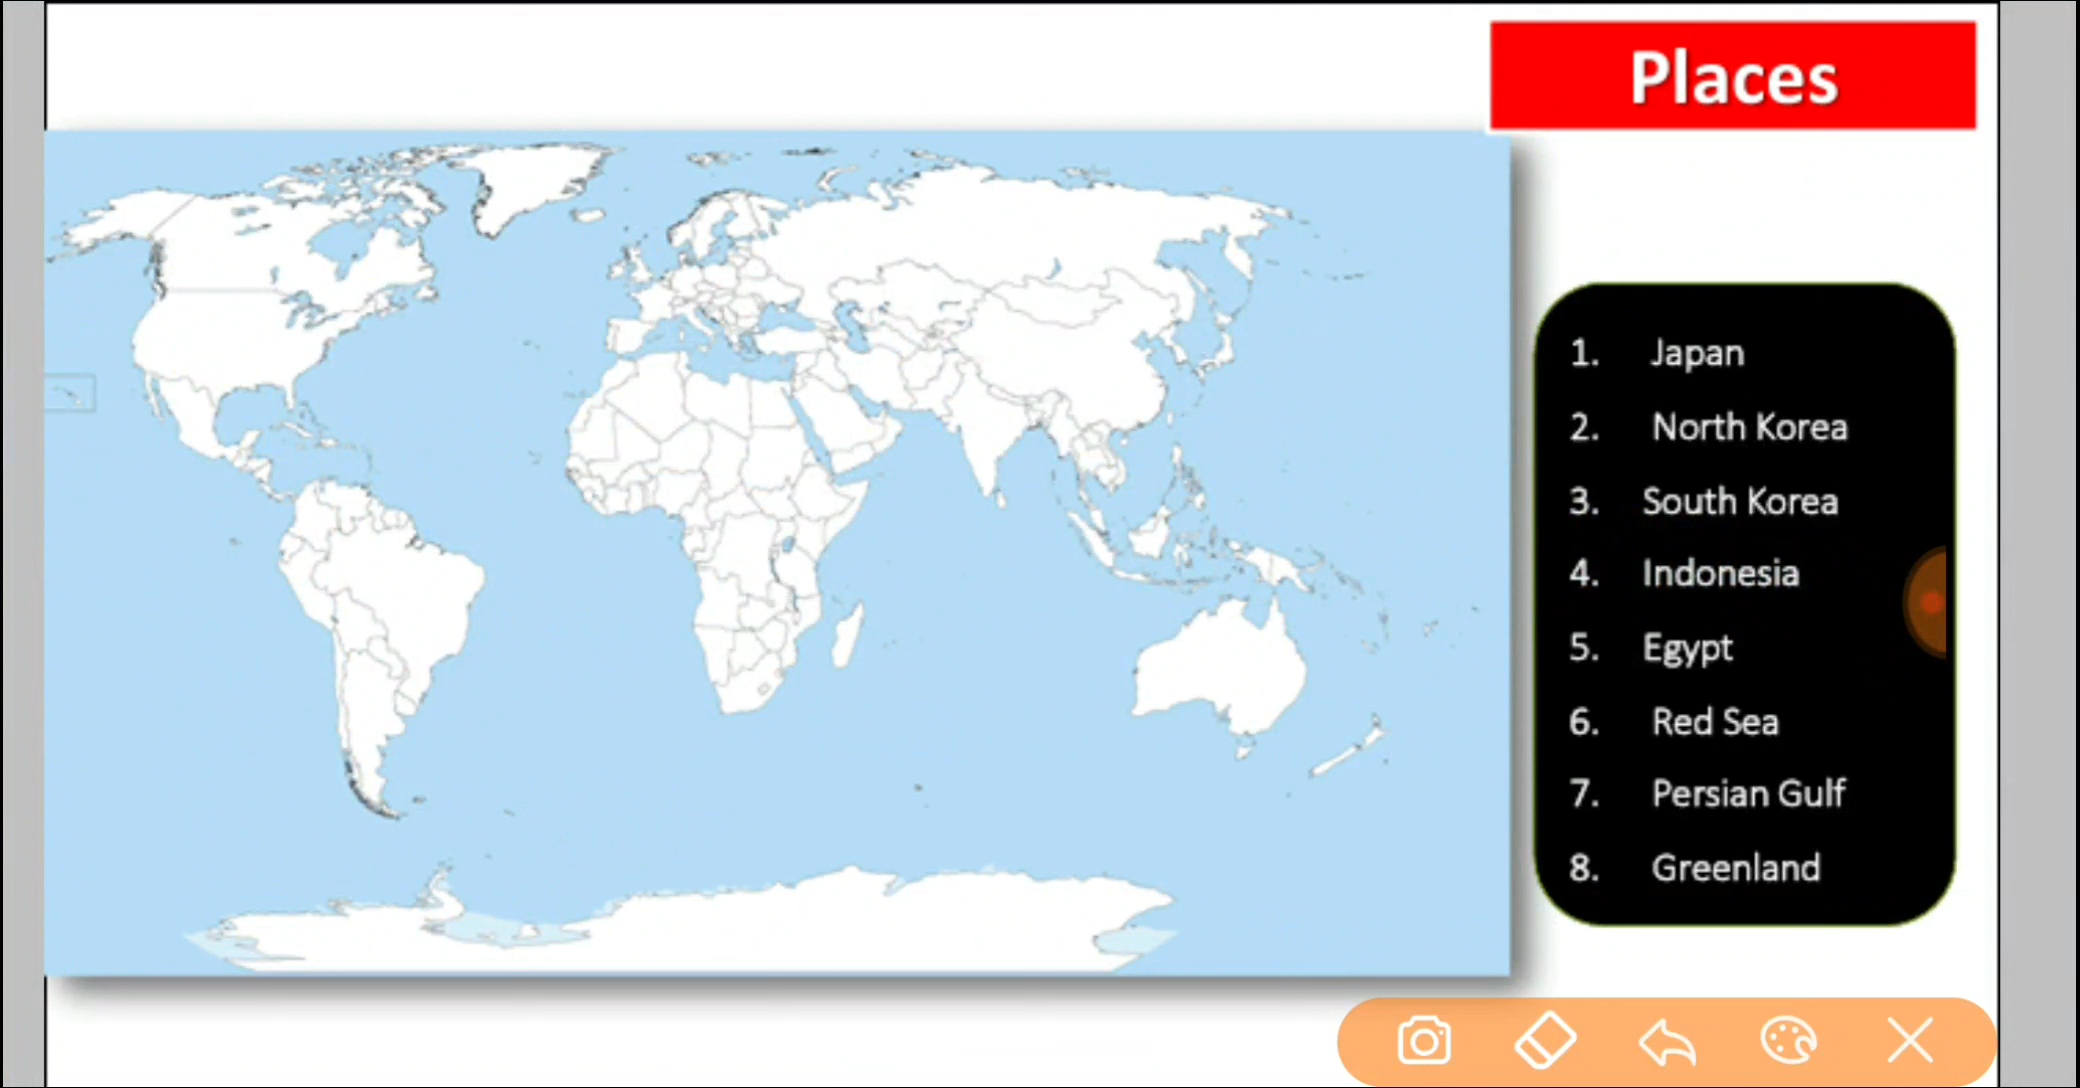 Places
1. Japan
2. North Korea
3. South Korea
4. Indonesia
5. Egypt
6. Red Sea
7. Persian Gulf
8. Greenland